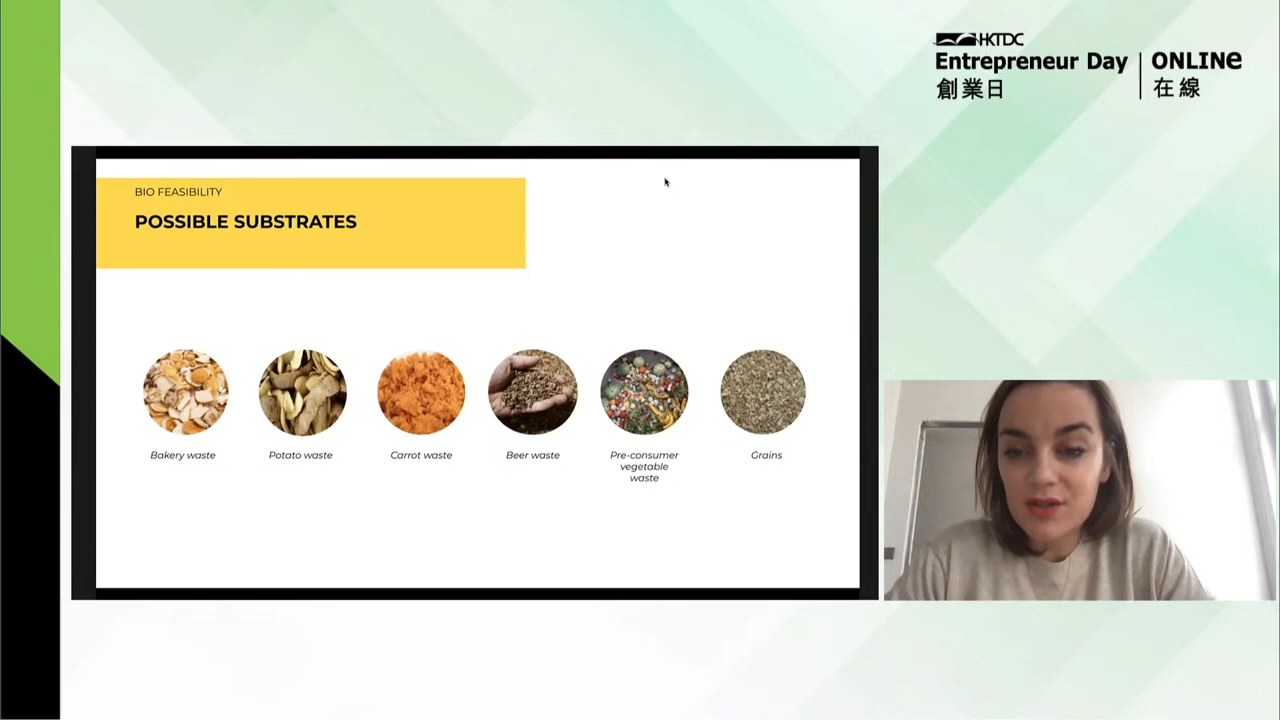 HKTDC
Entrepreneur Day
創業日
ONLINe
在線
BIO FEASIBILITY
POSSIBLE SUBSTRATES
Bakery waste
Potato waste
Carrot waste
Beer waste
Pre-consumer
vegetable
waste
Grains